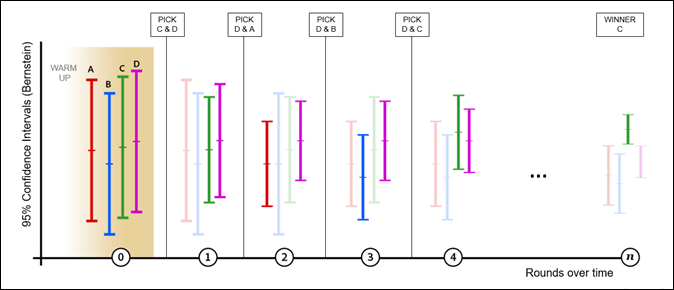 PICK
C & D
PICK
D & A
PICK
D & B
PICK
D & C
WINNER
C
WARM
UP
A
B
C
D
95% Confidence Intervals (Bernstein)
...
0
1
2
3
4
n
Rounds over time